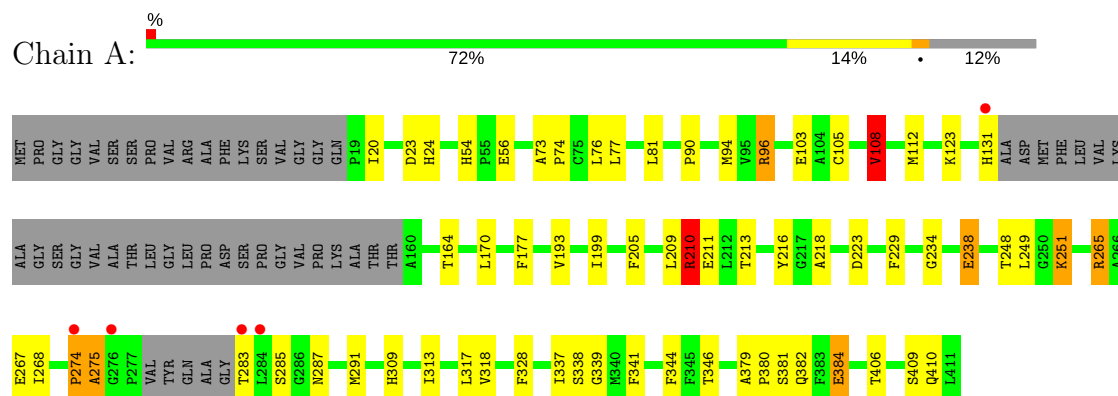 %
Chain A:
72% 14% • 12%
MET PRO GLY GLY VAL SER SER PRO VAL ARG ALA PHE LYS SER VAL GLY GLY GLN P19 I20 D23 H24 H54 P55 E56 A73 P74 C75 L76 L77 L81 P90 M94 V95 R96 E103 A104 C105 V108 M112 K123 H131 ALA ASP MET PHE LEU VAL LYS
ALA GLY SER GLY VAL ALA THR LEU GLY LEU PRO ASP SER PRO GLY VAL PRO LYS ALA THR THR A160 T164 L170 F177 V193 I199 F205 L209 R210 E211 L212 T213 Y216 G217 A218 D223 F229 G234 E238 T248 L249 G250 K251 R265 A266
E267 I268 P274 A275 G276 P277 VAL TYR GLN ALA GLY T283 L284 S285 G286 N287 M291 H309 I313 L317 V318 F328 I337 S338 G339 M340 F341 F344 F345 T346 A379 P380 S381 Q382 F383 E384 T406 S409 Q410 L411